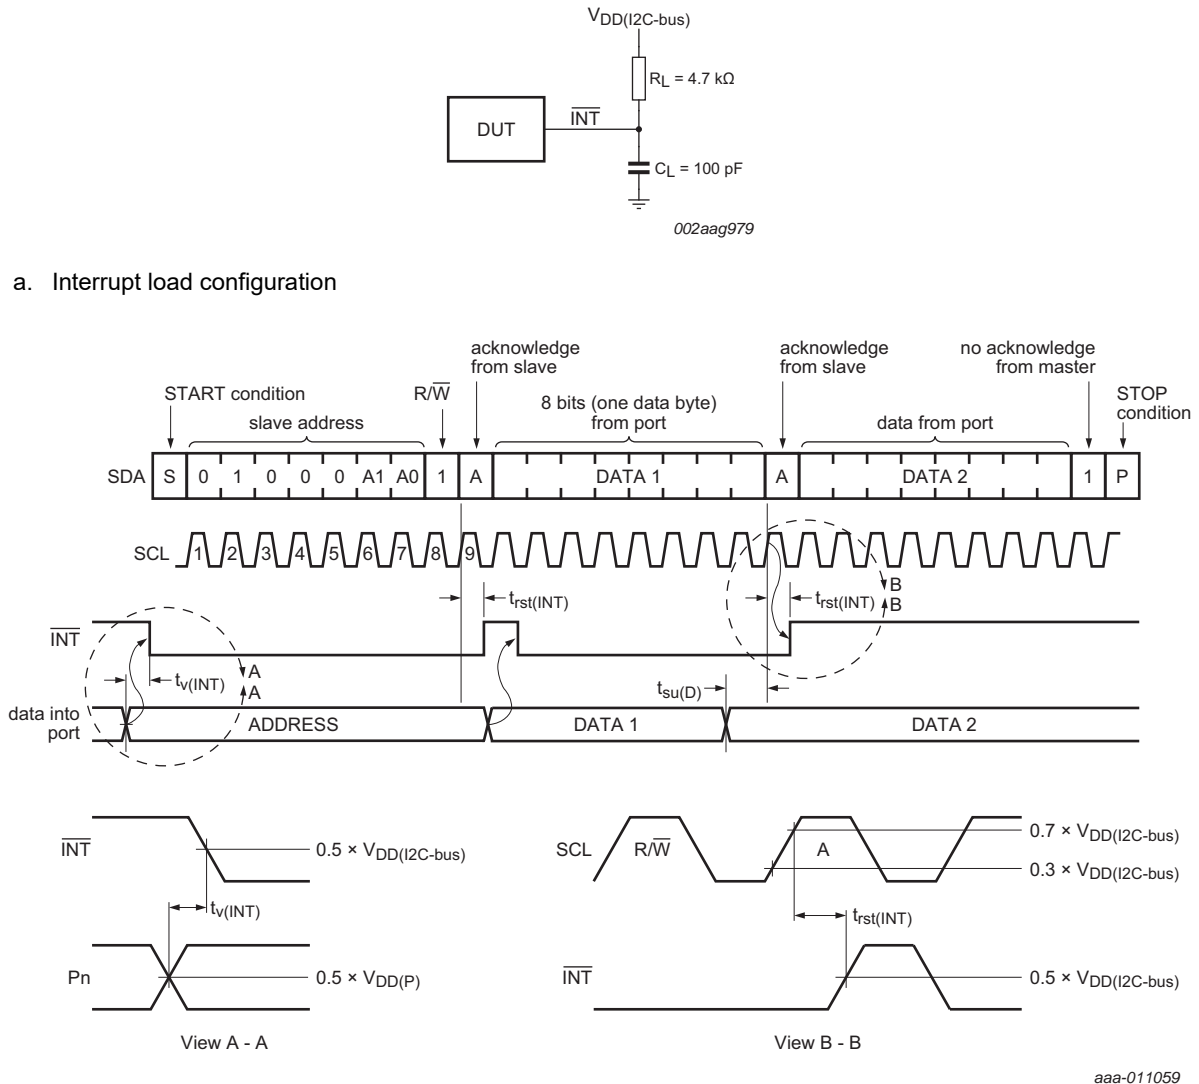 VDD(I2C-bus)
RL = 4.7 kΩ
DUT
INT
CL = 100 pF
002aag979
a. Interrupt load configuration
acknowledge
from slave
acknowledge
from slave
no acknowledge
from master
START condition
R/W
8 bits (one data byte)
from port
STOP
condition
slave address
data from port
SDA S 0 1 0 0 0 A1 A0 1 A DATA 1 A DATA 2 1 P
SCL 1 2 3 4 5 6 7 8 9
trst(INT)
trst(INT)
B
B
INT
tv(INT)
A
A
tsu(D)
data into
port
ADDRESS
DATA 1
DATA 2
INT
0.5 × VDD(I2C-bus)
tv(INT)
Pn
0.5 × VDD(P)
View A - A
SCL
R/W
A
0.7 × VDD(I2C-bus)
0.3 × VDD(I2C-bus)
trst(INT)
INT
0.5 × VDD(I2C-bus)
View B - B
aaa-011059